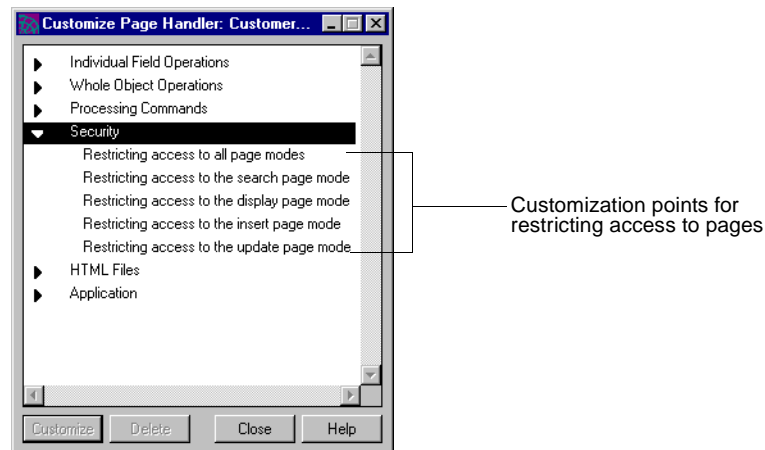 Customize Page Handler: Customer...
Individual Field Operations
Whole Object Operations
Processing Commands
Security
Restricting access to all page modes
Restricting access to the search page mode
Restricting access to the display page mode
Restricting access to the insert page mode
Restricting access to the update page mode
HTML Files
Application
Customization points for
restricting access to pages
Customize Delete Close Help